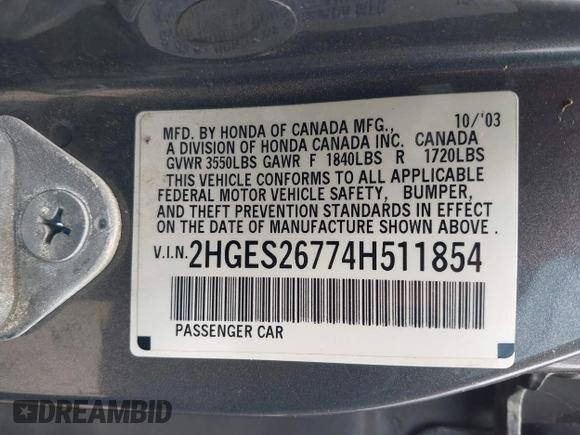 MFD. BY HONDA OF CANADA MFG., 10/'03
A DIVISION OF HONDA CANADA INC. CANADA
GVWR 3550LBS GAWR F 1840LBS R 1720LBS
THIS VEHICLE CONFORMS TO ALL APPLICABLE
FEDERAL MOTOR VEHICLE SAFETY, BUMPER,
AND THEFT PREVENTION STANDARDS IN EFFECT
ON THE DATE OF MANUFACTURE SHOWN ABOVE.
V.I.N. 2HGES26774H511854
PASSENGER CAR
DREAMBID